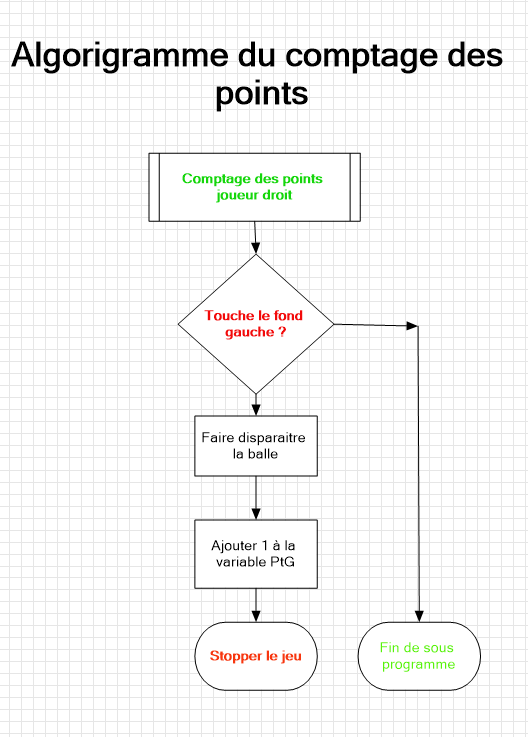 Algorigramme du comptage des
points
Comptage des points
joueur droit
Touche le fond
gauche ?
Faire disparaitre
la balle
Ajouter 1 à la
variable PtG
Stopper le jeu
Fin de sous
programme